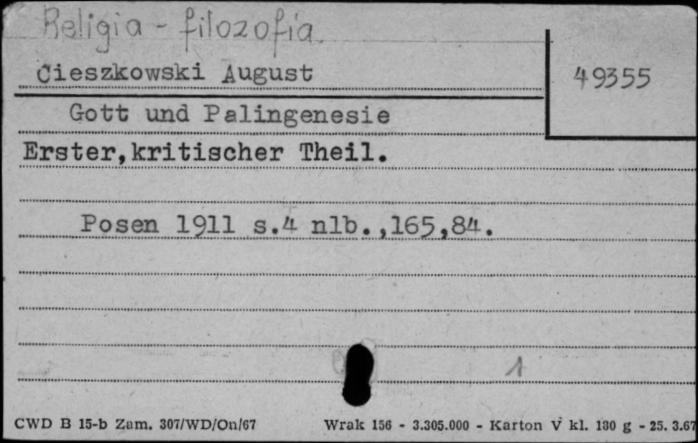 Religia - filozofia
Cieszkowski August
49355
Gott und Palingenesie
Erster,kritischer Theil.
Posen 1911 s.4 nlb.,165,84.
1
CWD B 15-b Zam. 307/WD/On/67 Wrak 156 - 3.305.000 - Karton V kl. 130 g - 25. 3.67